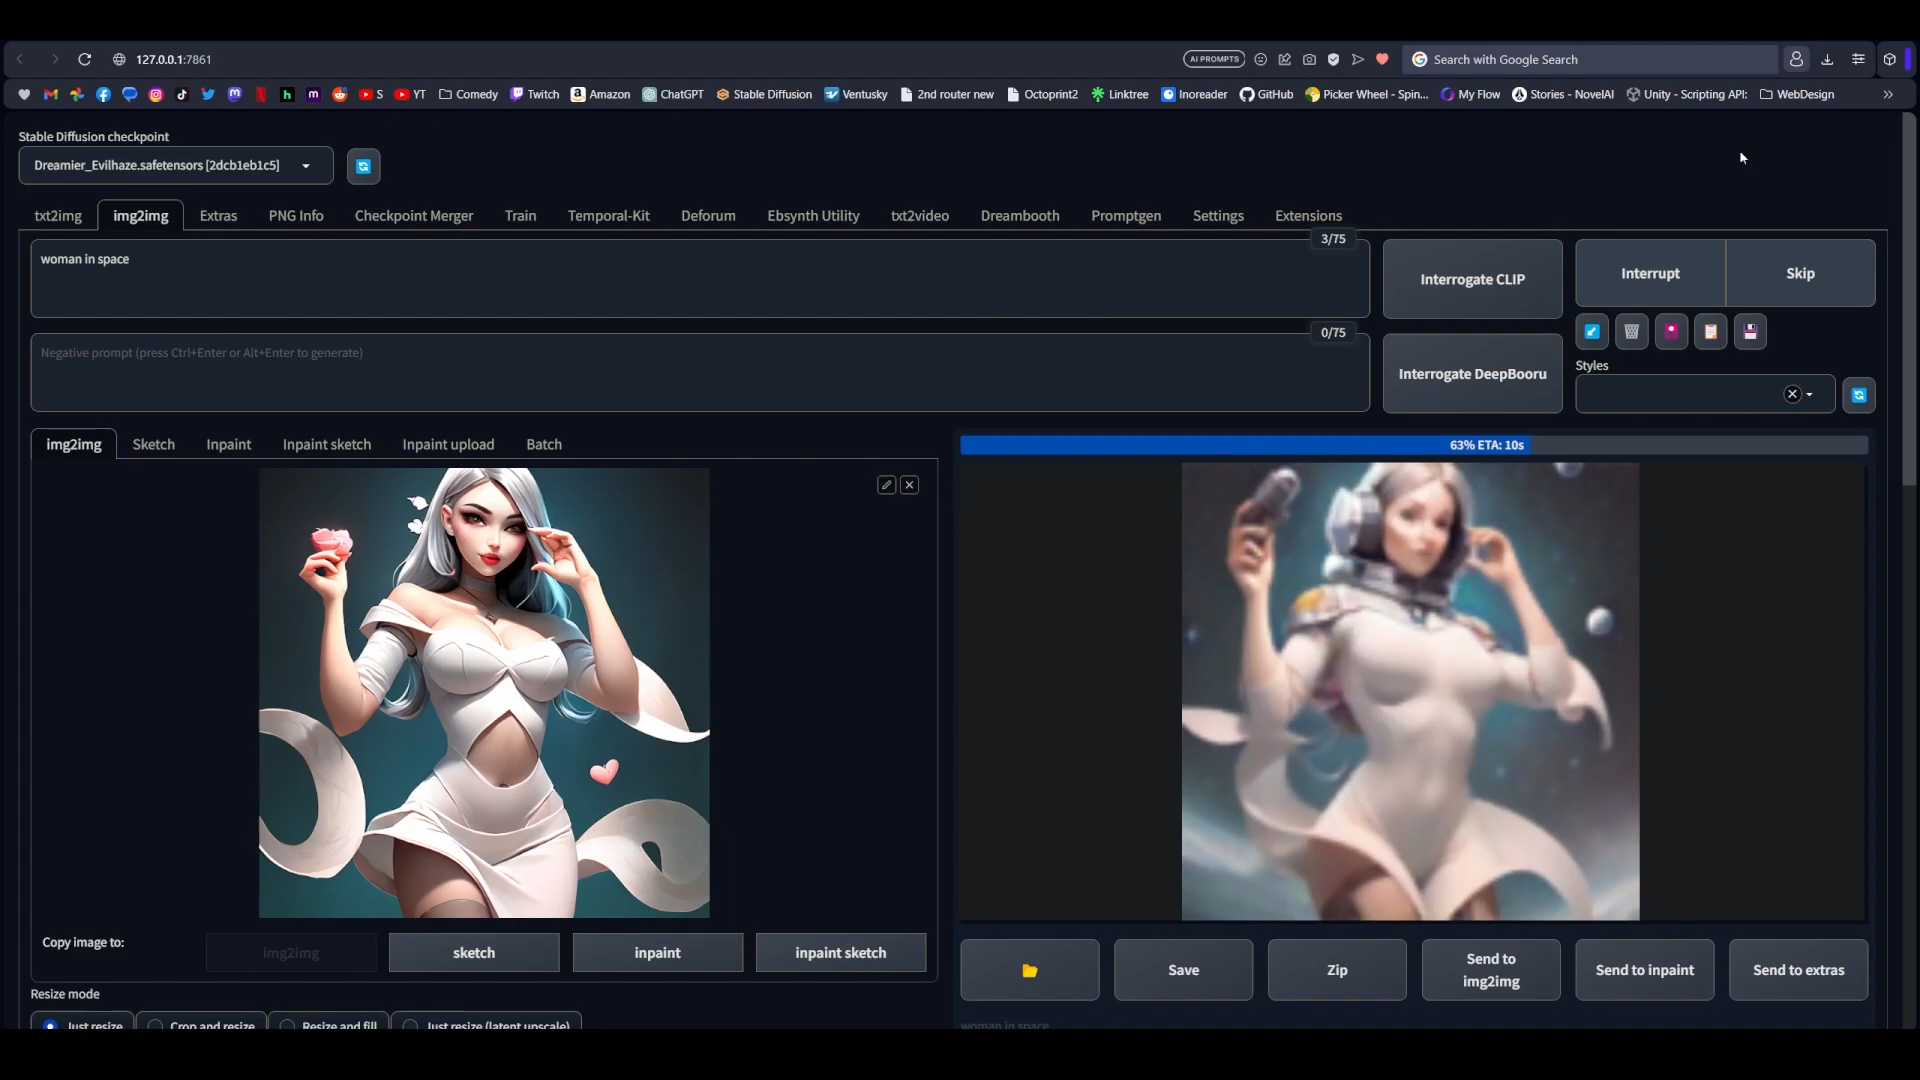 127.0.0.1:7861
AI PROMPTS
Search with Google Search
S
YT
Comedy
Twitch
Amazon
ChatGPT
Stable Diffusion
Ventusky
2nd router new
Octoprint2
Linktree
Inoreader
GitHub
Picker Wheel - Spin...
My Flow
Stories - NovelAI
Unity - Scripting API:
WebDesign
Stable Diffusion checkpoint
Dreamier_Evilhaze.safetensors [2dcb1eb1c5]
txt2img
img2img
Extras
PNG Info
Checkpoint Merger
Train
Temporal-Kit
Deforum
Ebsynth Utility
txt2video
Dreambooth
Promptgen
Settings
Extensions
3/75
woman in space
Interrogate CLIP
Interrupt
Skip
0/75
Negative prompt (press Ctrl+Enter or Alt+Enter to generate)
Interrogate DeepBooru
Styles
img2img
Sketch
Inpaint
Inpaint sketch
Inpaint upload
Batch
63% ETA: 10s
Copy image to:
img2img
sketch
inpaint
inpaint sketch
Save
Zip
Send to
img2img
Send to inpaint
Send to extras
Resize mode
Just resize
Crop and resize
Resize and fill
Just resize (latent upscale)
woman in space